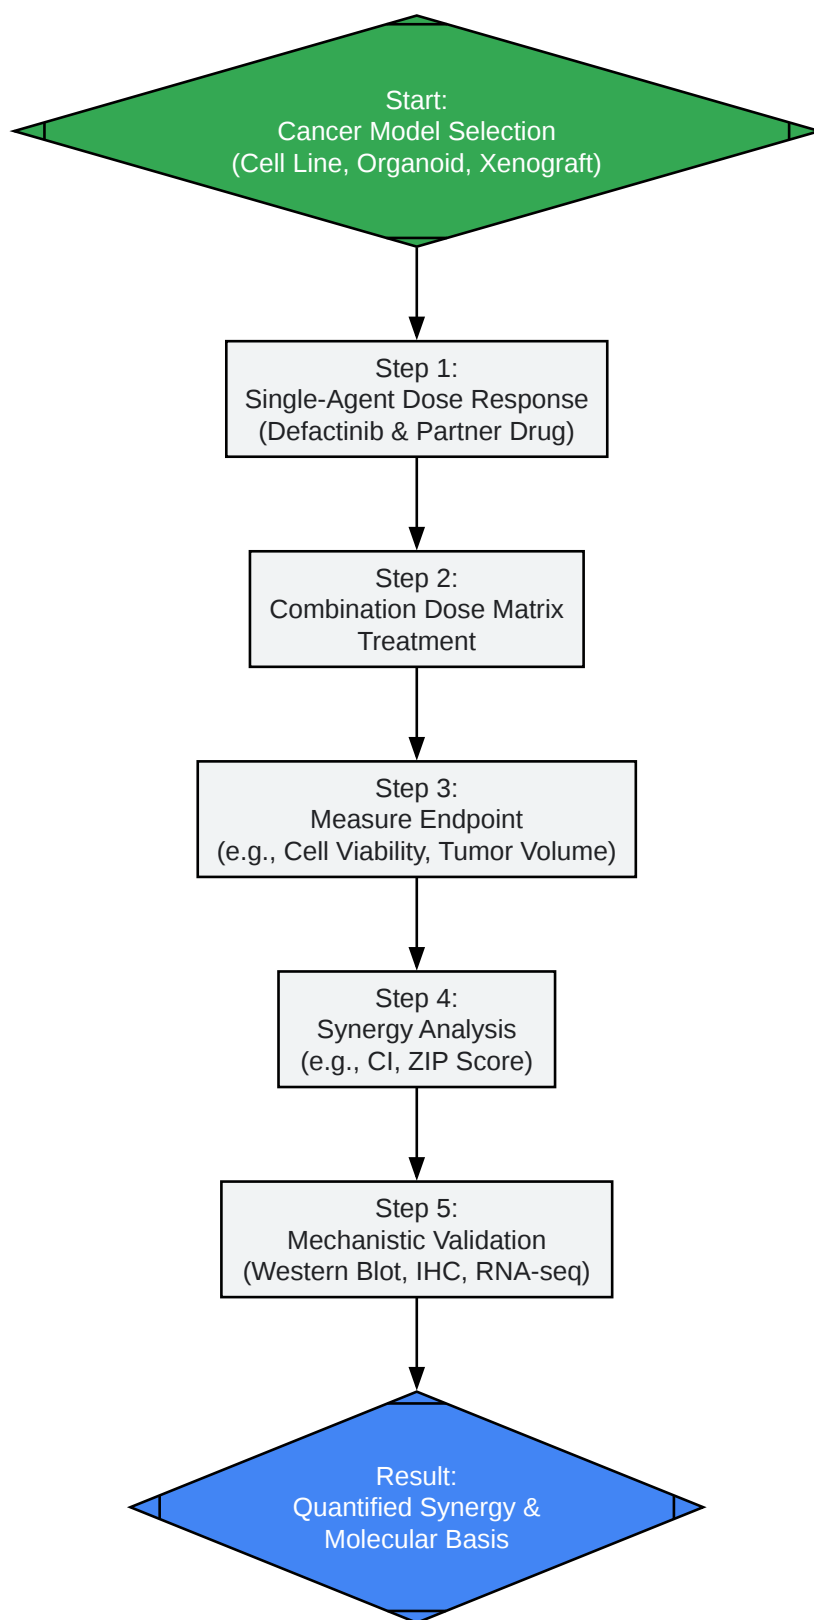 Start:
Cancer Model Selection
(Cell Line, Organoid, Xenograft)
Step 1:
Single-Agent Dose Response
(Defactinib & Partner Drug)
Step 2:
Combination Dose Matrix
Treatment
Step 3:
Measure Endpoint
(e.g., Cell Viability, Tumor Volume)
Step 4:
Synergy Analysis
(e.g., CI, ZIP Score)
Step 5:
Mechanistic Validation
(Western Blot, IHC, RNA-seq)
Result:
Quantified Synergy &
Molecular Basis